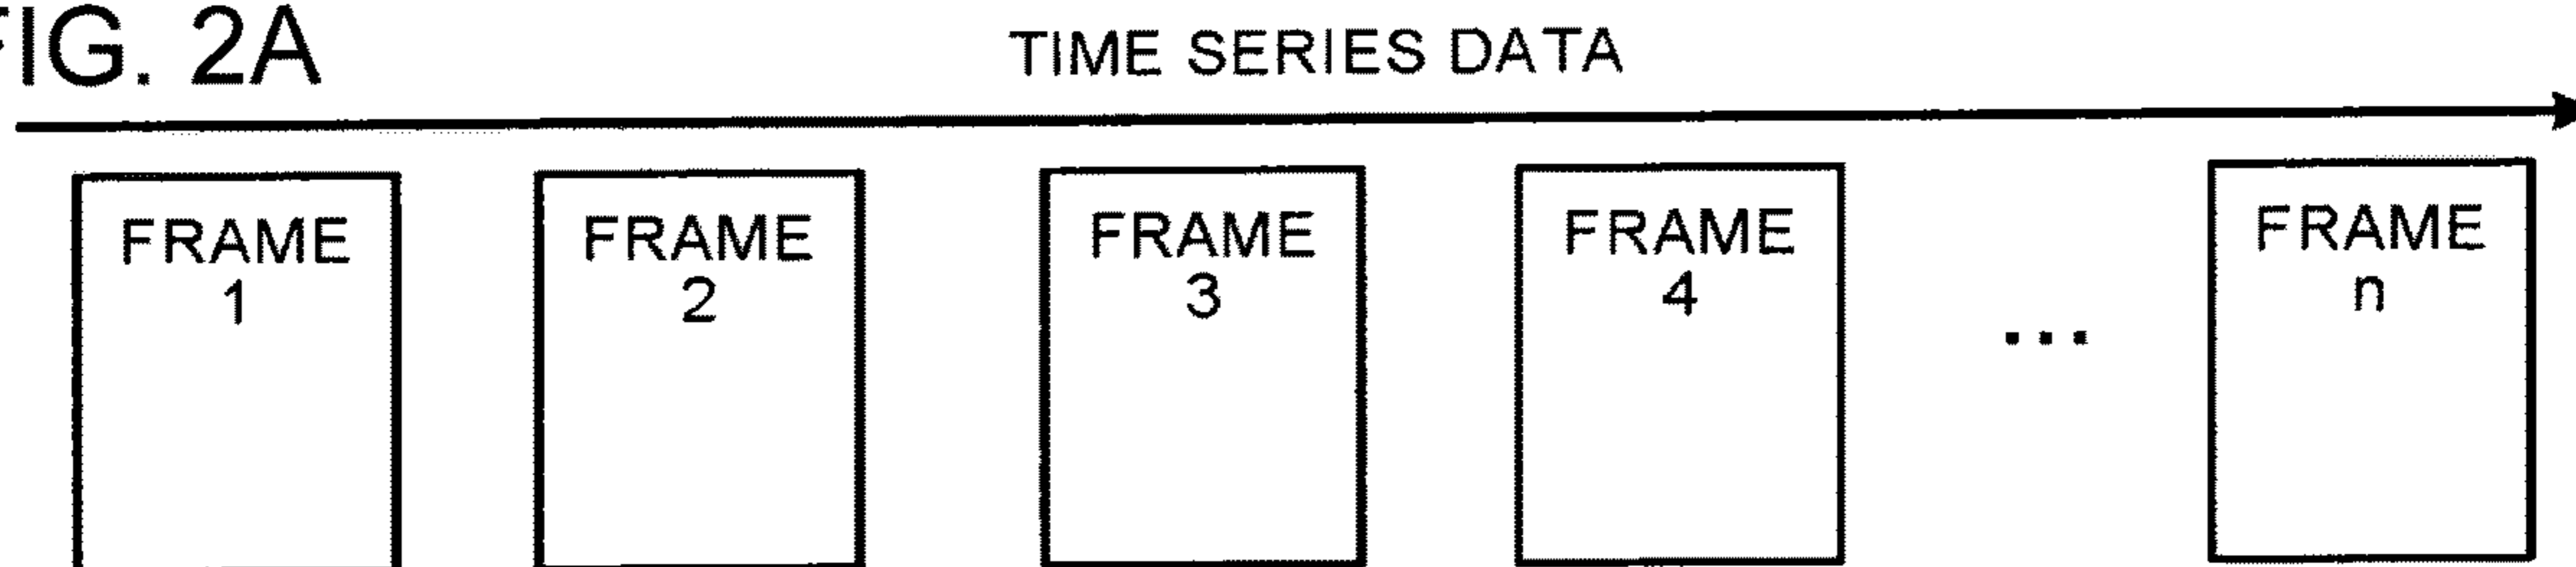 FIG. 2A
TIME SERIES DATA
FRAME
1
FRAME
2
FRAME
3
FRAME
4
...
FRAME
n